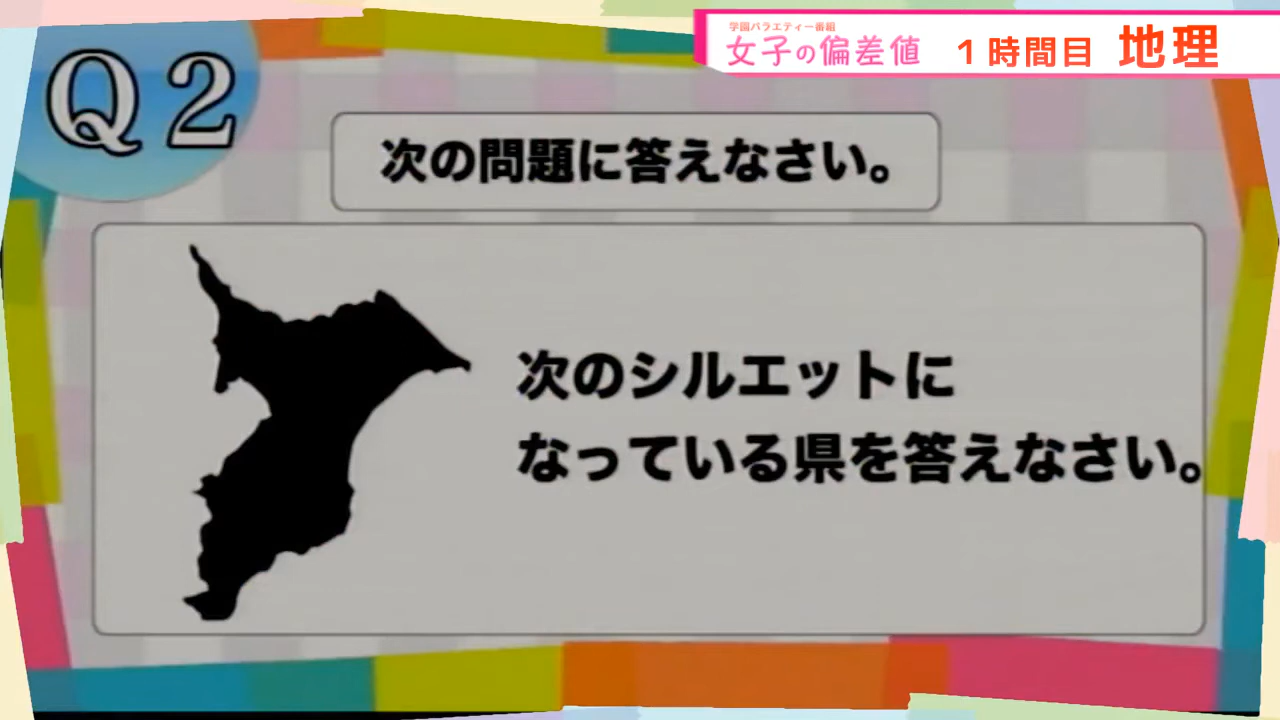 学園バラエティー番組
女子の偏差値
1時間目 地理
Q2
次の問題に答えなさい。
次のシルエットに
なっている県を答えなさい。